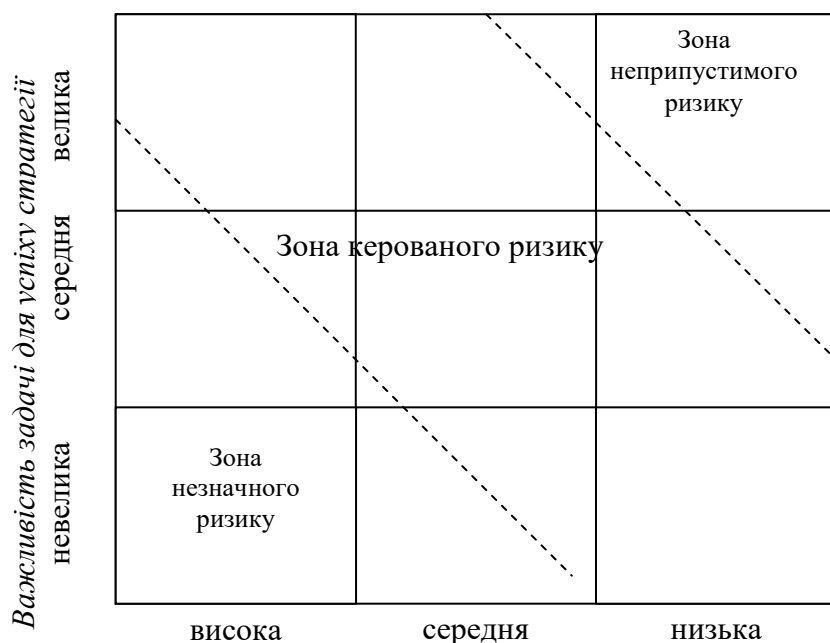 Важливість задачі для успіху стратегії
велика
середня
невелика
Зона
неприпустимого
ризику
Зона керованого ризику
Зона
незначного
ризику
висока
середня
низька